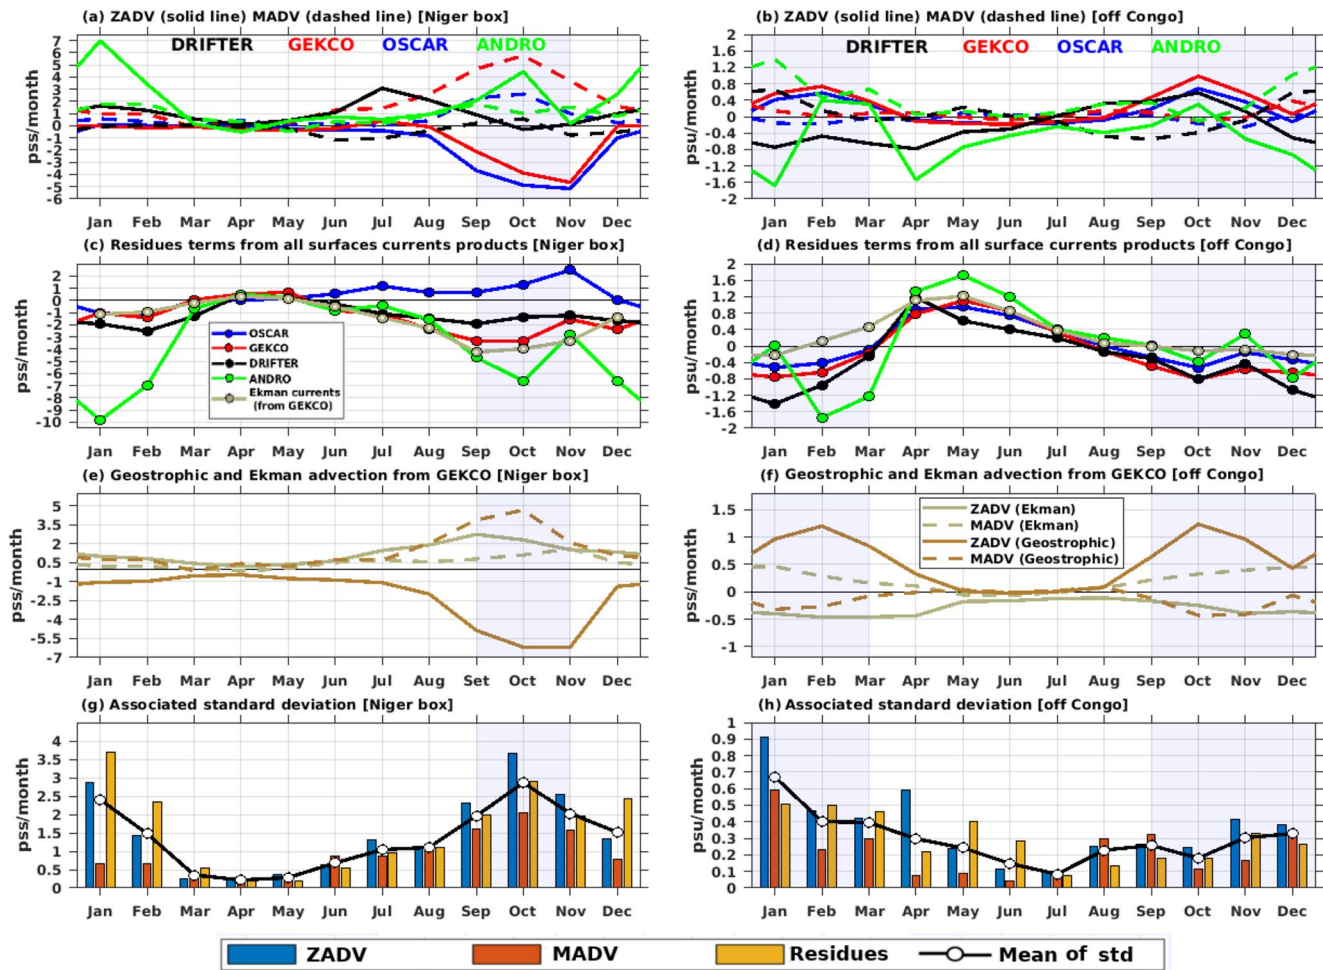 (a) ZADV (solid line) MADV (dashed line) [Niger box]
DRIFTER GEKCO OSCAR ANDRO
pss/month
7
6
5
4
3
2
1
0
-1
-2
-3
-4
-5
-6
Jan Feb Mar Apr May Jun Jul Aug Sep Oct Nov Dec
(b) ZADV (solid line) MADV (dashed line) [off Congo]
DRIFTER GEKCO OSCAR ANDRO
psu/month
2
1.6
1.2
0.8
0.4
0
-0.4
-0.8
-1.2
-1.6
-2
Jan Feb Mar Apr May Jun Jul Aug Sep Oct Nov Dec
(c) Residues terms from all surfaces currents products [Niger box]
pss/month
2
1
0
-1
-2
-3
-4
-5
-6
-7
-8
-9
-10
OSCAR
GEKCO
DRIFTER
ANDRO
Ekman currents
(from GEKCO)
Jan Feb Mar Apr May Jun Jul Aug Sep Oct Nov Dec
(d) Residues terms from all surface currents products [off Congo]
psu/month
2
1.6
1.2
0.8
0.4
0
-0.4
-0.8
-1.2
-1.6
-2
Jan Feb Mar Apr May Jun Jul Aug Sep Oct Nov Dec
(e) Geostrophic and Ekman advection from GEKCO [Niger box]
pss/month
5
3.5
2
0.5
-1
-2.5
-4
-5.5
-7
Jan Feb Mar Apr May Jun Jul Aug Set Oct Nov Dec
(f) Geostrophic and Ekman advection from GEKCO [off Congo]
pss/month
1.5
1
0.5
0
-0.5
-1
ZADV (Ekman)
MADV (Ekman)
ZADV (Geostrophic)
MADV (Geostrophic)
Jan Feb Mar Apr May Jun Jul Aug Sep Oct Nov Dec
(g) Associated standard deviation [Niger box]
pss/month
4
3.5
3
2.5
2
1.5
1
0.5
0
Jan Feb Mar Apr May Jun Jul Aug Sep Oct Nov Dec
(h) Associated standard deviation [off Congo]
psu/month
1
0.9
0.8
0.7
0.6
0.5
0.4
0.3
0.2
0.1
0
Jan Feb Mar Apr May Jun Jul Aug Sep Oct Nov Dec
ZADV MADV Residues Mean of std